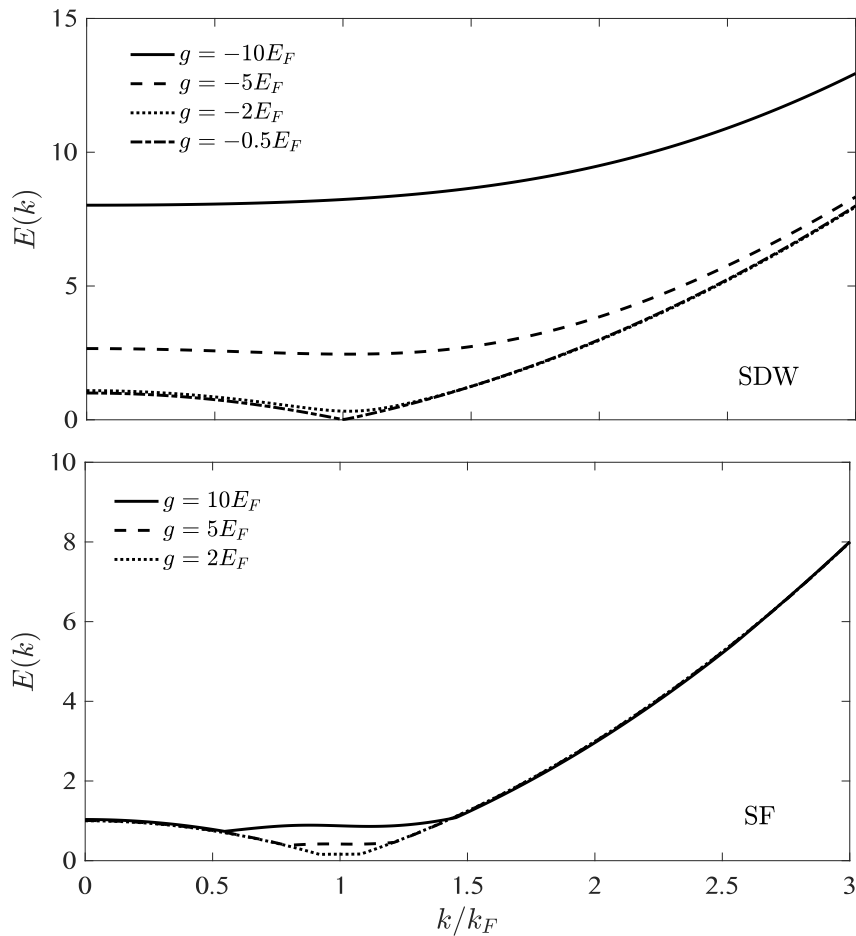 15
10
5
0
E(k)
g = −10E_F
g = −5E_F
g = −2E_F
g = −0.5E_F
SDW
10
8
6
4
2
0
E(k)
g = 10E_F
g = 5E_F
g = 2E_F
SF
0 0.5 1 1.5 2 2.5 3
k/k_F